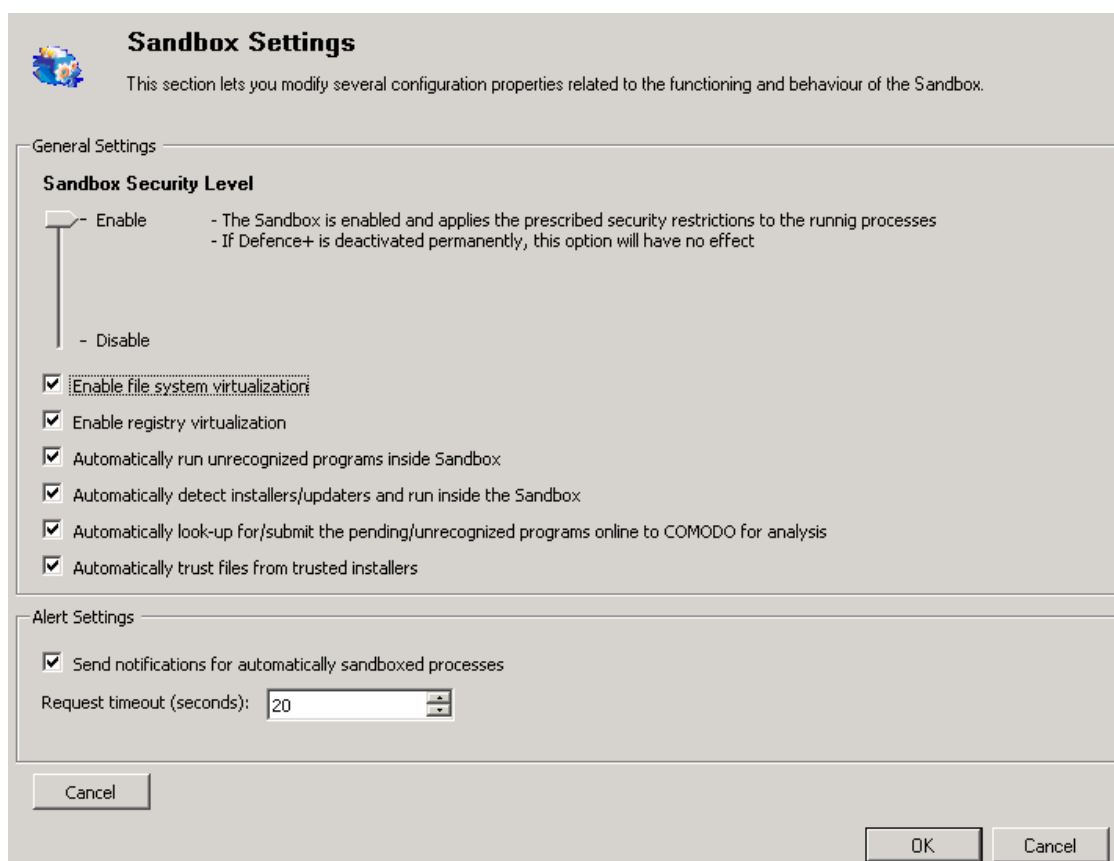 Sandbox Settings
This section lets you modify several configuration properties related to the functioning and behaviour of the Sandbox.
General Settings
Sandbox Security Level
- Enable
- The Sandbox is enabled and applies the prescribed security restrictions to the runnig processes
- If Defence+ is deactivated permanently, this option will have no effect
- Disable
Enable file system virtualization
Enable registry virtualization
Automatically run unrecognized programs inside Sandbox
Automatically detect installers/updaters and run inside the Sandbox
Automatically look-up for/submit the pending/unrecognized programs online to COMODO for analysis
Automatically trust files from trusted installers
Alert Settings
Send notifications for automatically sandboxed processes
Request timeout (seconds): 20
Cancel
OK Cancel